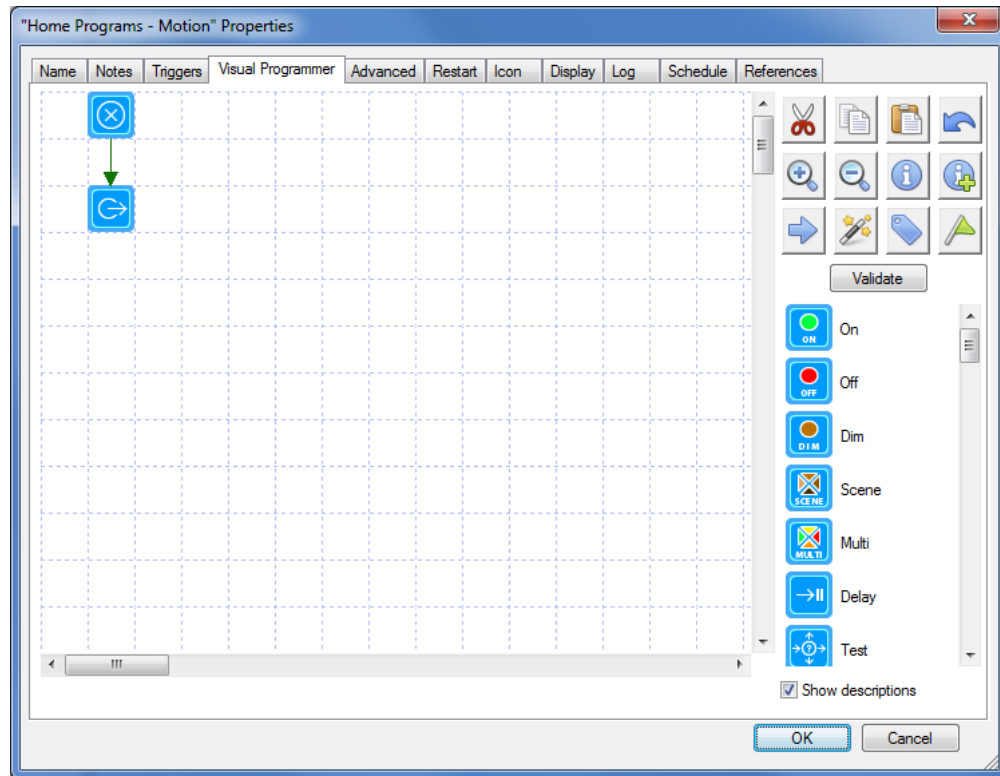 "Home Programs - Motion" Properties
Name Notes Triggers Visual Programmer Advanced Restart Icon Display Log Schedule References
Validate
ON On
OFF Off
DIM Dim
SCENE Scene
MULTI Multi
Delay
? Test
Show descriptions
OK Cancel